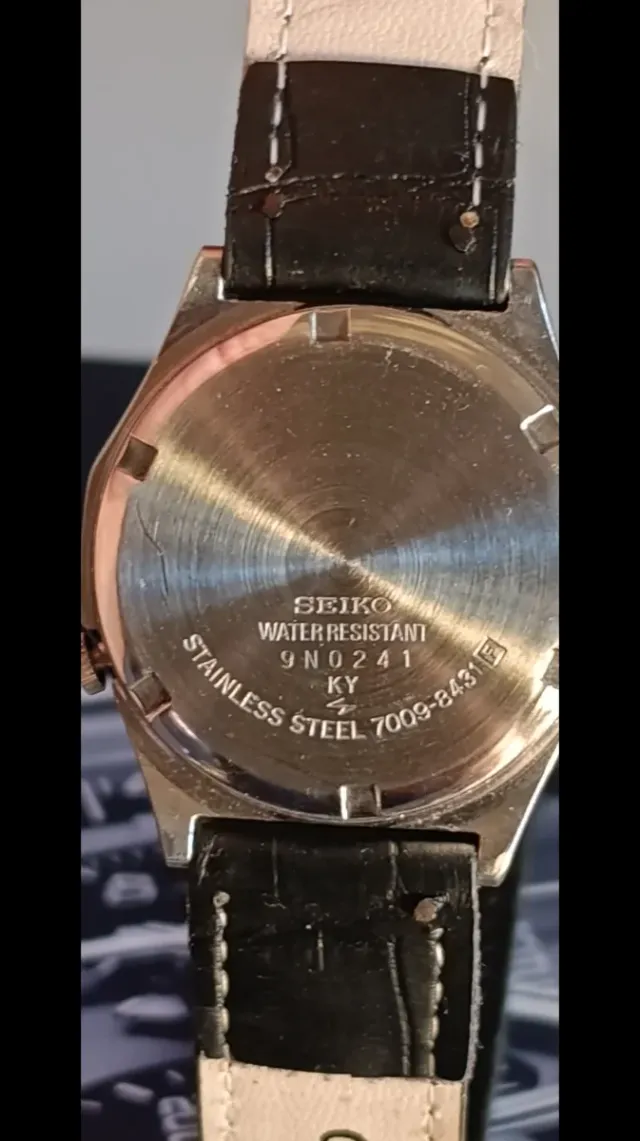 SEIKO
WATER RESISTANT
9N0241
KY
STAINLESS STEEL 7009-8431 F